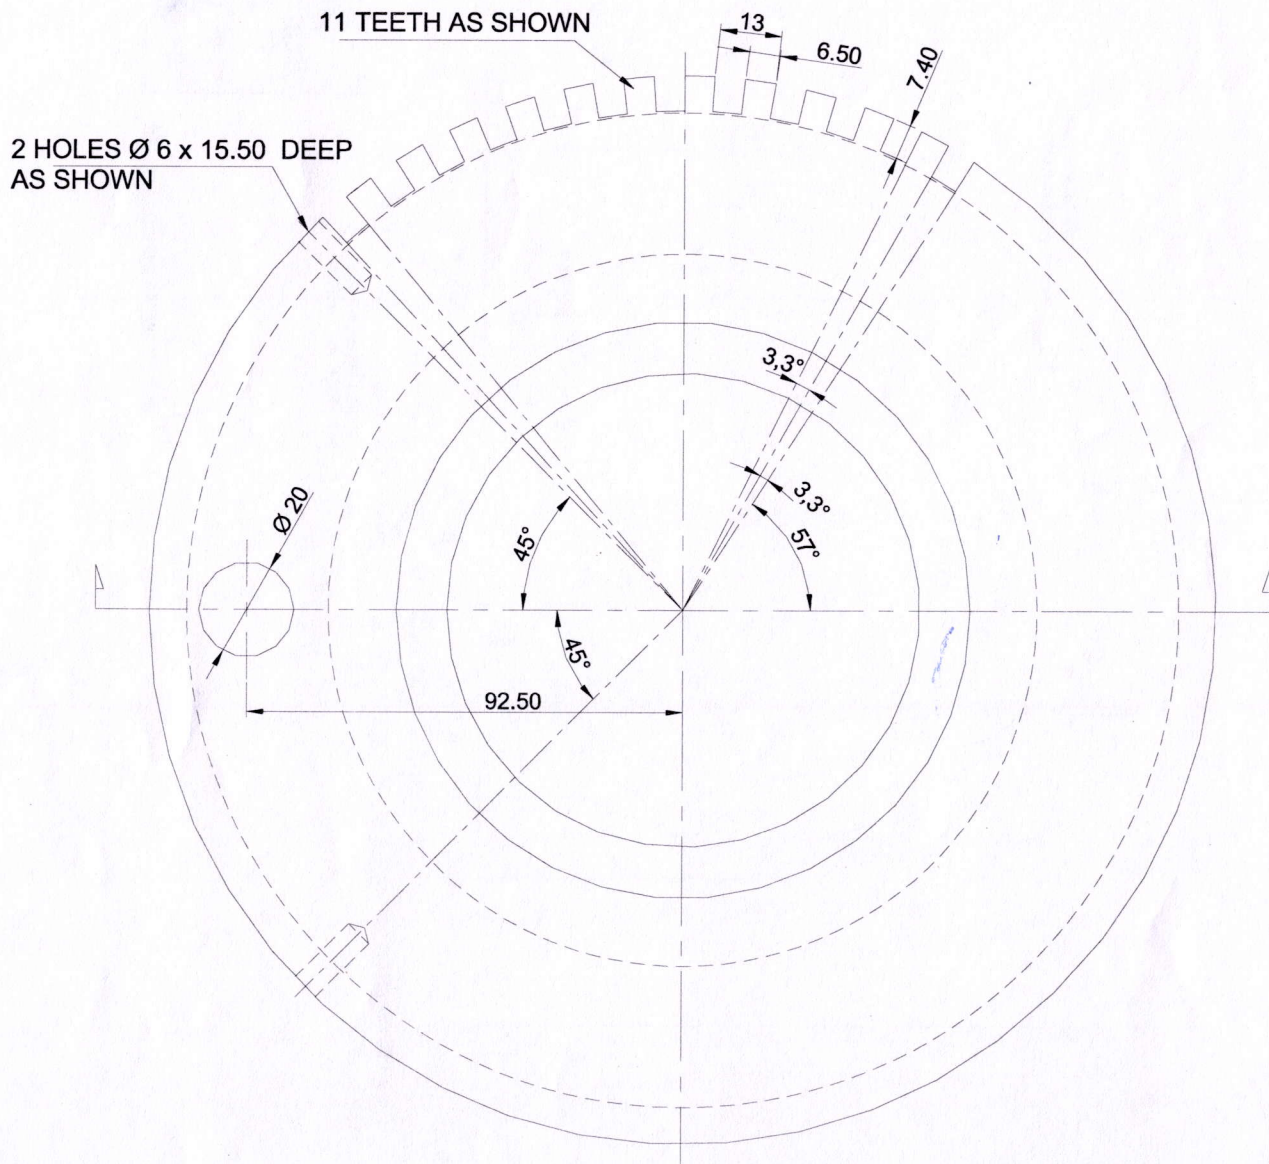 11 TEETH AS SHOWN
13
6.50
7.40
2 HOLES Ø 6 x 15.50 DEEP
AS SHOWN
3,3°
3,3°
Ø 20
45°
57°
45°
92.50